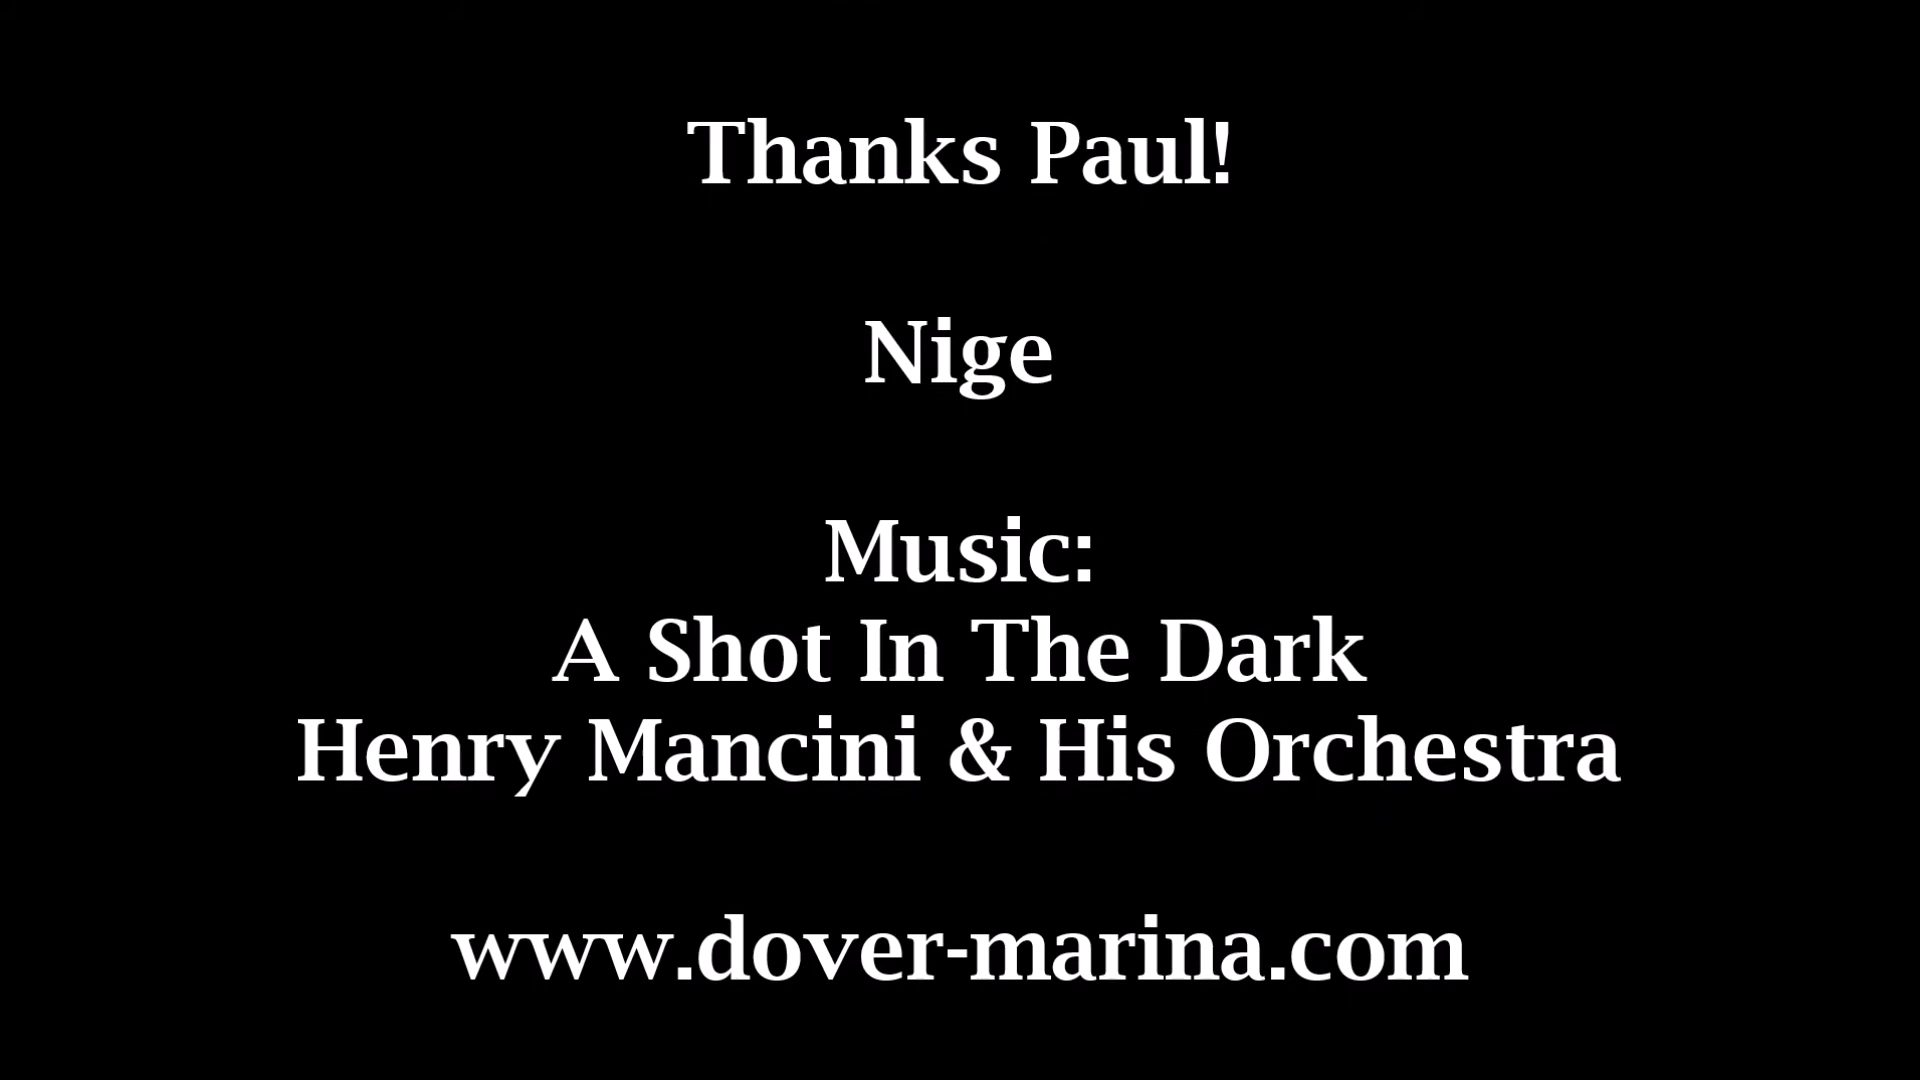 Thanks Paul!
Nige
Music:
A Shot In The Dark
Henry Mancini & His Orchestra
www.dover-marina.com